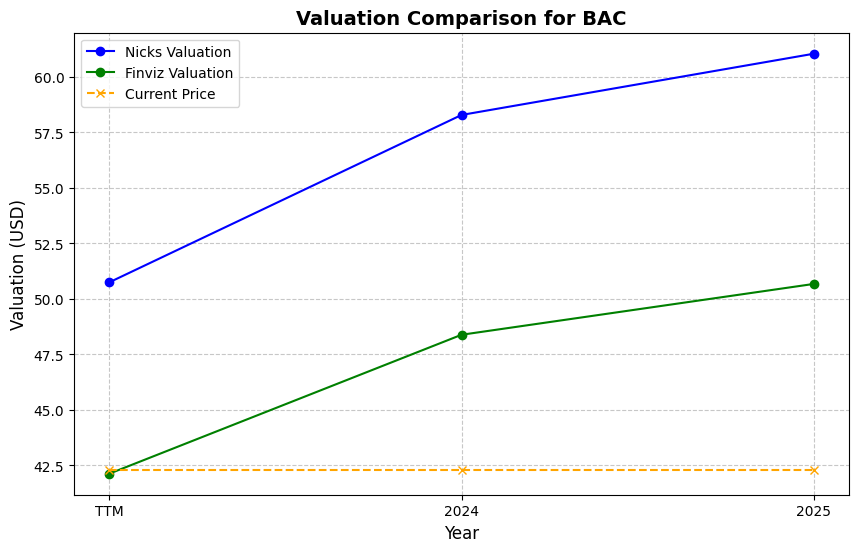 Valuation Comparison for BAC
Nicks Valuation
Finviz Valuation
Current Price
Valuation (USD)
60.0
57.5
55.0
52.5
50.0
47.5
45.0
42.5
TTM 2024 2025
Year